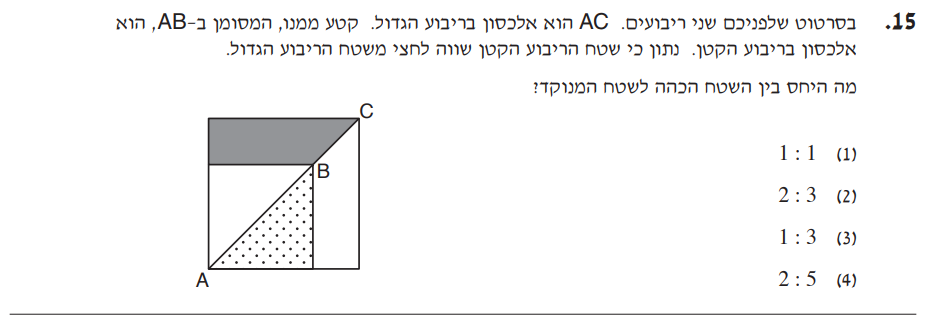 15. בסרטוט שלפניכם שני ריבועים. AC הוא אלכסון בריבוע הגדול. קטע ממנו, המסומן ב-AB, הוא
אלכסון בריבוע הקטן. נתון כי שטח הריבוע הקטן שווה לחצי משטח הריבוע הגדול.
מה היחס בין השטח הכהה לשטח המנוקד?
(1) 1 : 1
(2) 2 : 3
(3) 1 : 3
(4) 2 : 5
C
B
A